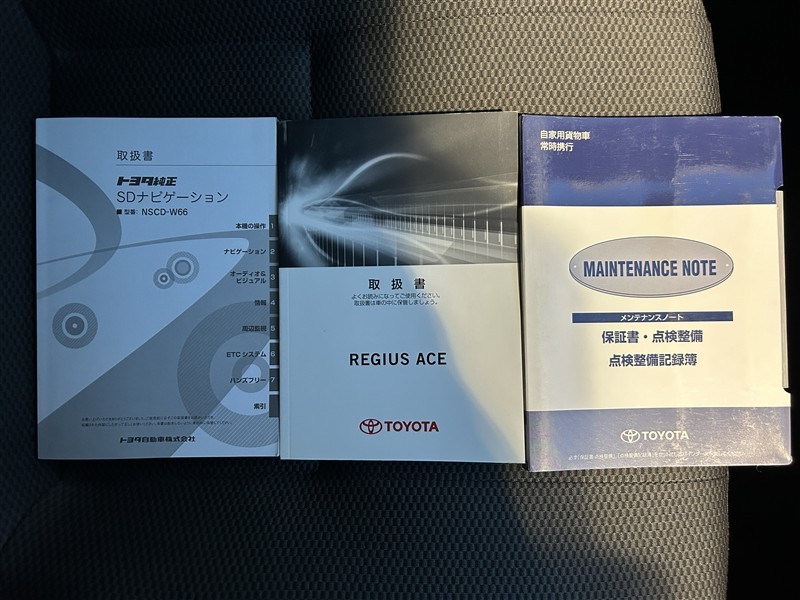 取扱書
トヨタ純正
SDナビゲーション
■ 型番: NSCD-W66
本機の操作 1
ナビゲーション 2
オーディオ&
ビジュアル 3
情報 4
周辺監視 5
ETCシステム 6
ハンズフリー 7
索引
トヨタ自動車株式会社
取扱書
よくお読みになってご使用ください。
取扱書は車の中に保管しましょう。
REGIUS ACE
TOYOTA
自家用貨物車
常時携行
MAINTENANCE NOTE
メンテナンスノート
保証書・点検整備
点検整備記録簿
TOYOTA